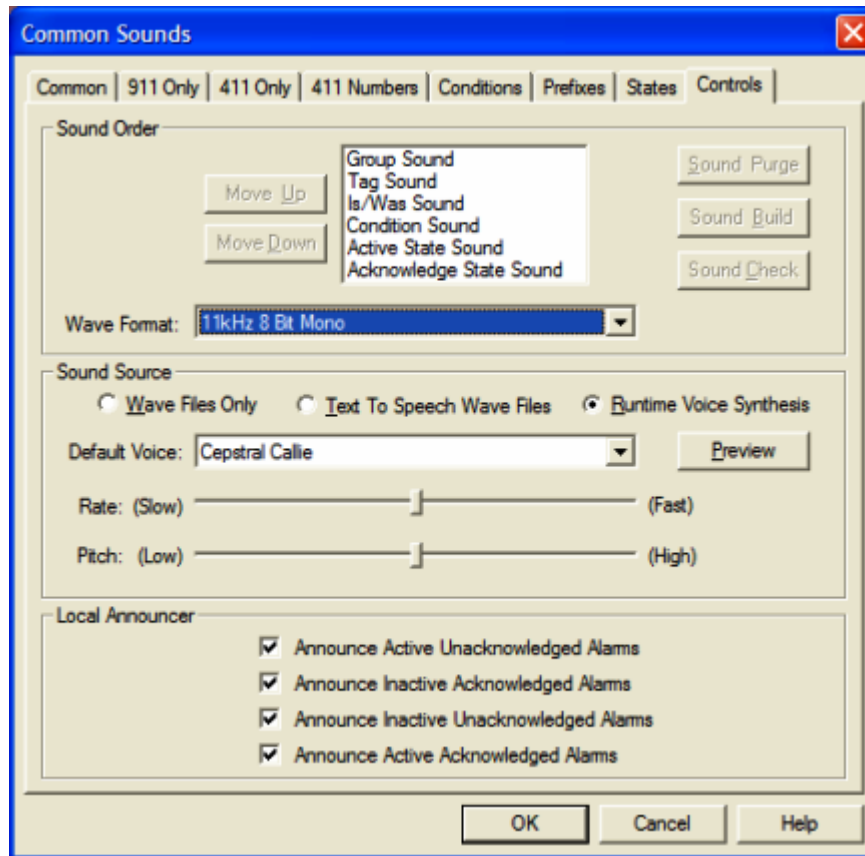 Common Sounds
Common 911 Only 411 Only 411 Numbers Conditions Prefixes States Controls
Sound Order
Group Sound
Tag Sound
Is/Was Sound
Condition Sound
Active State Sound
Acknowledge State Sound
Move Up
Move Down
Sound Purge
Sound Build
Sound Check
Wave Format: 11kHz 8 Bit Mono
Sound Source
Wave Files Only Text To Speech Wave Files Runtime Voice Synthesis
Default Voice: Cepstral Callie Preview
Rate: (Slow) (Fast)
Pitch: (Low) (High)
Local Announcer
Announce Active Unacknowledged Alarms
Announce Inactive Acknowledged Alarms
Announce Inactive Unacknowledged Alarms
Announce Active Acknowledged Alarms
OK Cancel Help